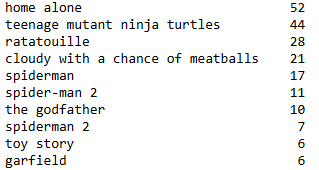 home alone 52
teenage mutant ninja turtles 44
ratatouille 28
cloudy with a chance of meatballs 21
spiderman 17
spider-man 2 11
the godfather 10
spiderman 2 7
toy story 6
garfield 6